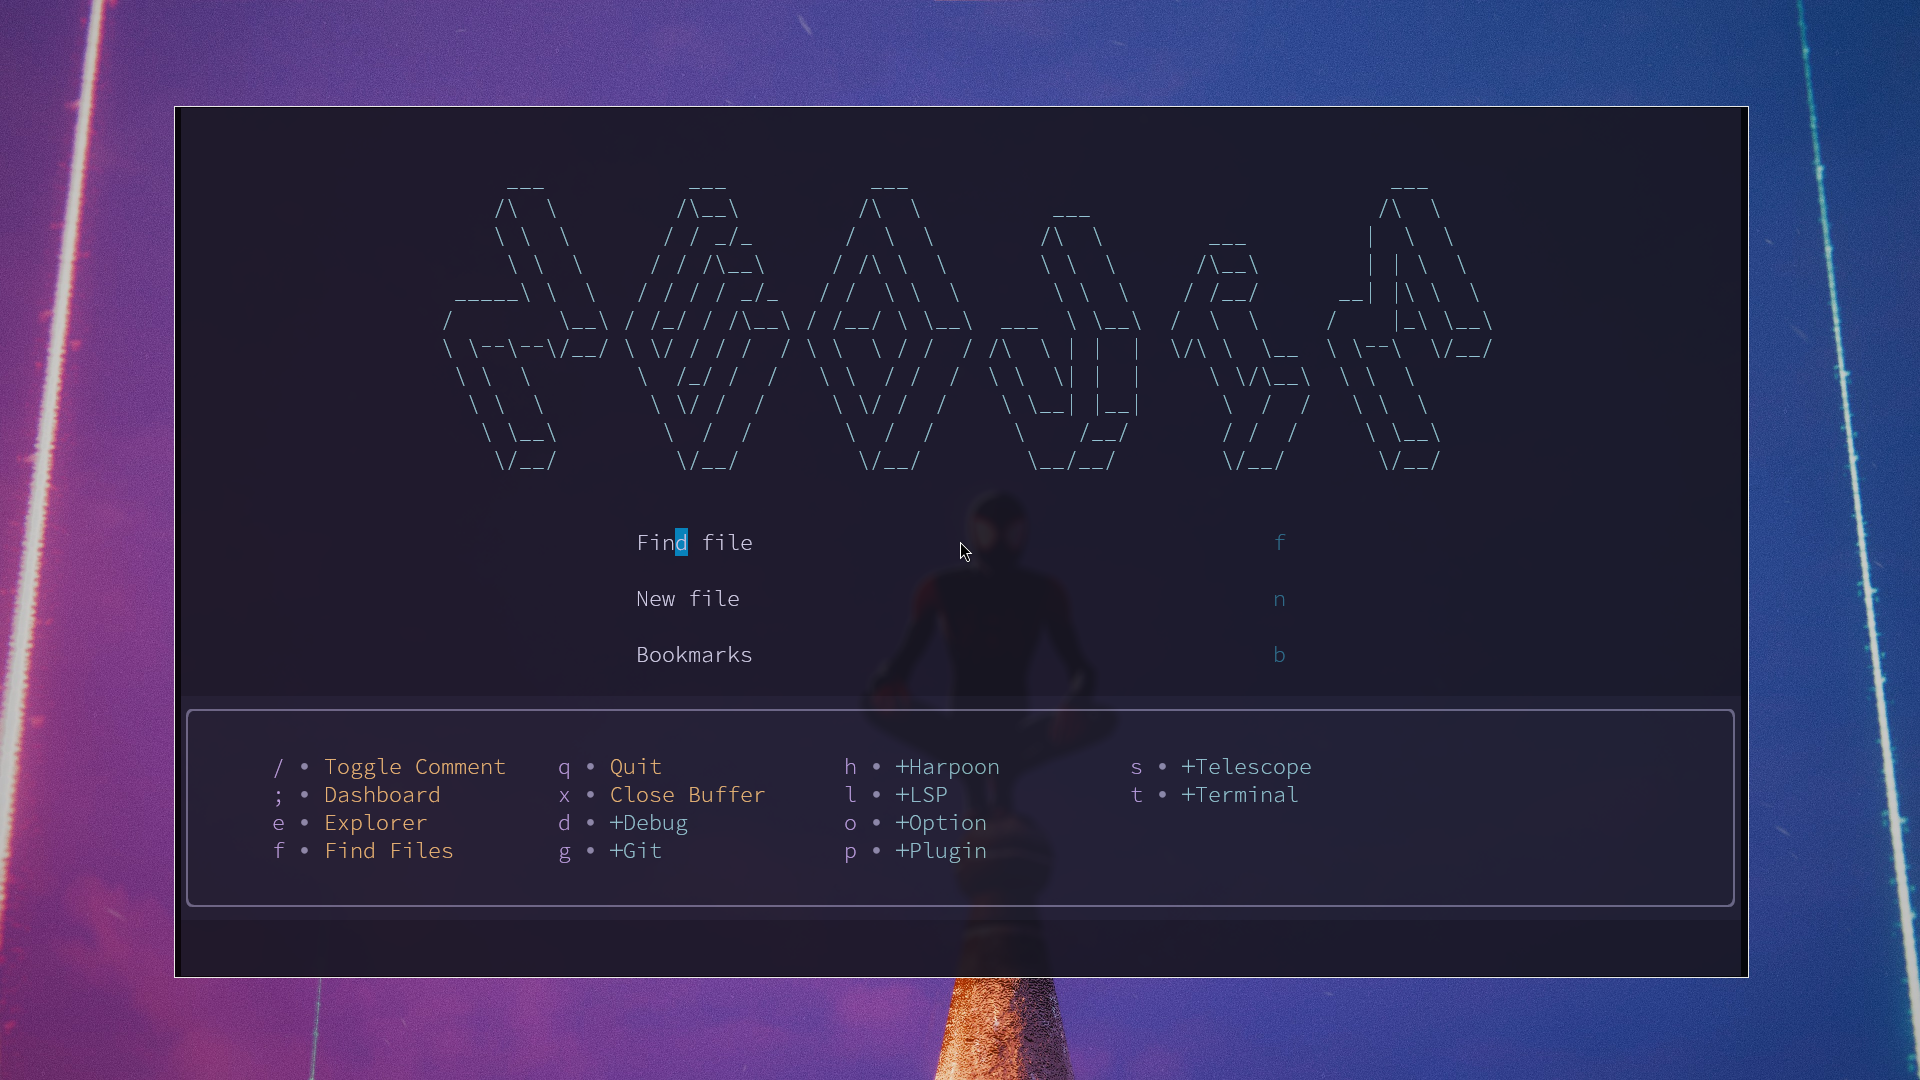 Find file f
New file n
Bookmarks b
/ • Toggle Comment q • Quit h • +Harpoon s • +Telescope
; • Dashboard x • Close Buffer l • +LSP t • +Terminal
e • Explorer d • +Debug o • +Option
f • Find Files g • +Git p • +Plugin